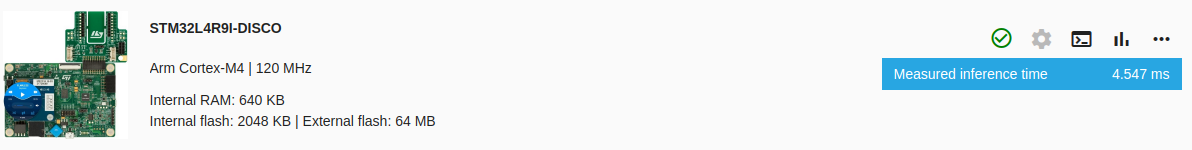 STM32L4R9I-DISCO
Arm Cortex-M4 | 120 MHz
Measured inference time 4.547 ms
Internal RAM: 640 KB
Internal flash: 2048 KB | External flash: 64 MB